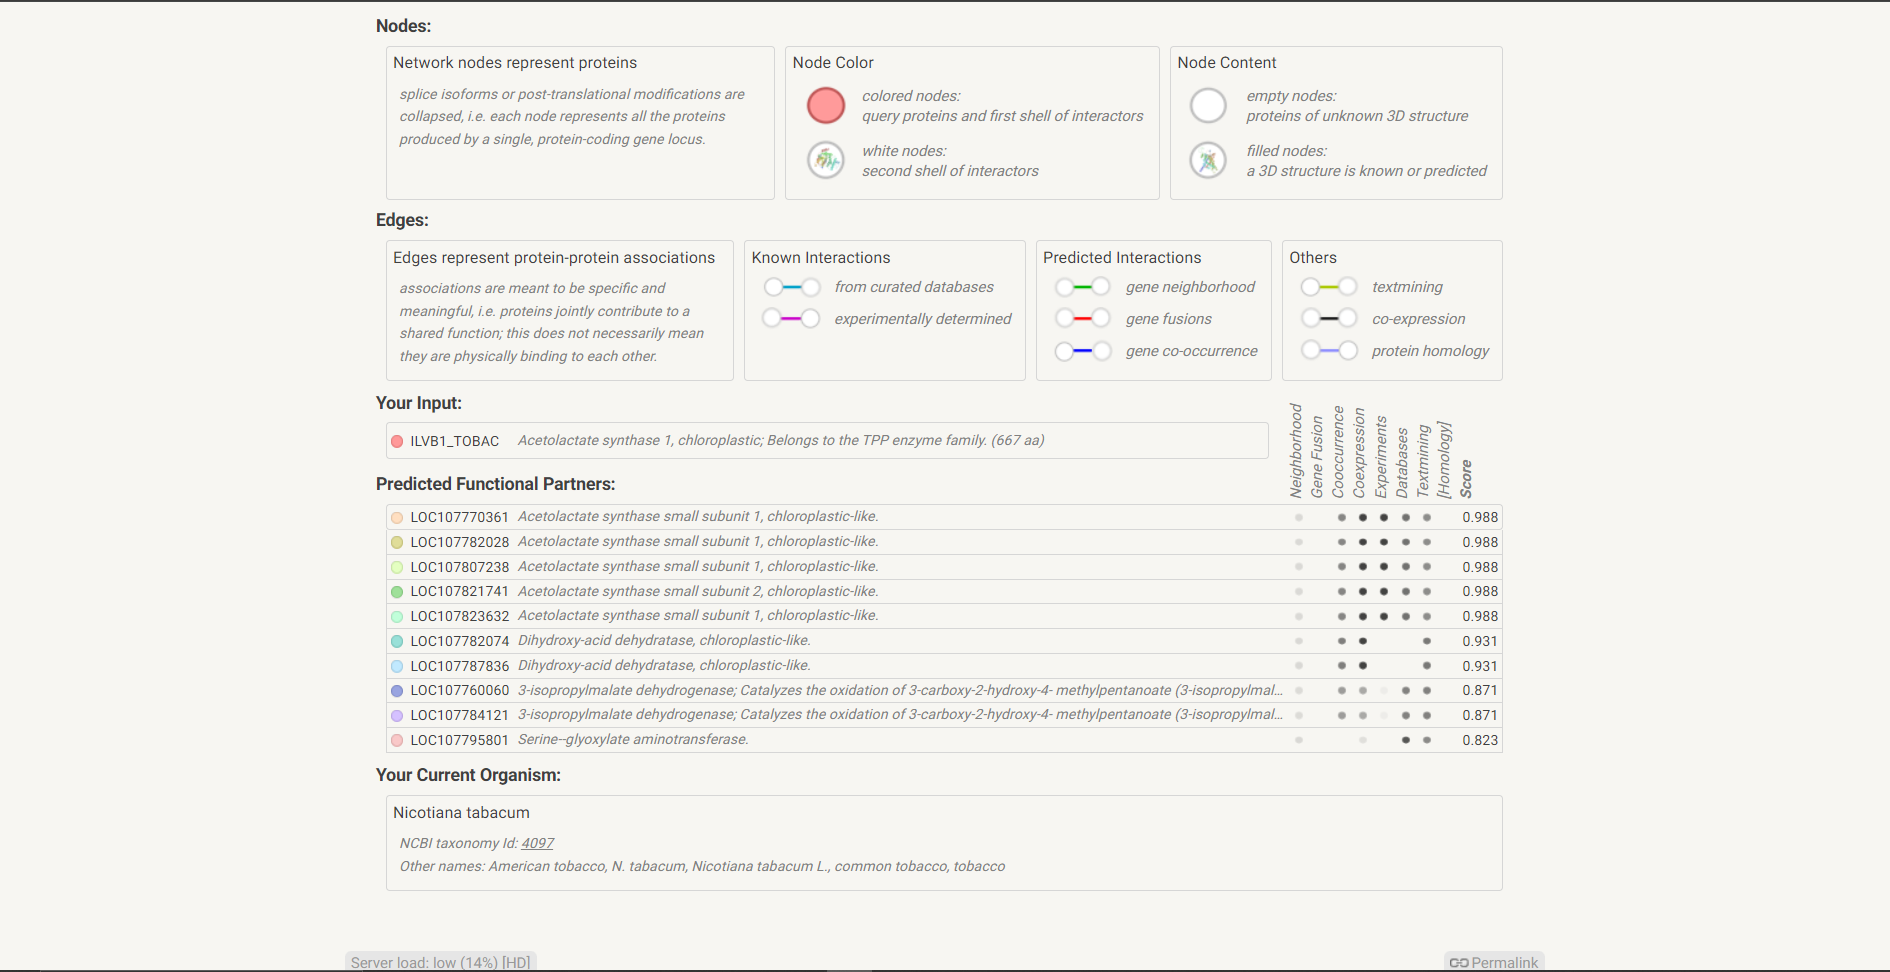 Nodes:
Network nodes represent proteins
splice isoforms or post-translational modifications are
collapsed, i.e. each node represents all the proteins
produced by a single, protein-coding gene locus.
Node Color
colored nodes:
query proteins and first shell of interactors
white nodes:
second shell of interactors
Node Content
empty nodes:
proteins of unknown 3D structure
filled nodes:
a 3D structure is known or predicted
Edges:
Edges represent protein-protein associations
associations are meant to be specific and
meaningful, i.e. proteins jointly contribute to a
shared function; this does not necessarily mean
they are physically binding to each other.
Known Interactions
from curated databases
experimentally determined
Predicted Interactions
gene neighborhood
gene fusions
gene co-occurrence
Others
textmining
co-expression
protein homology
Your Input:
ILVB1_TOBAC Acetolactate synthase 1, chloroplastic; Belongs to the TPP enzyme family. (667 aa)
Neighborhood
Gene Fusion
Cooccurrence
Coexpression
Experiments
Databases
Textmining
[Homology]
Score
Predicted Functional Partners:
LOC107770361 Acetolactate synthase small subunit 1, chloroplastic-like. 0.988
LOC107782028 Acetolactate synthase small subunit 1, chloroplastic-like. 0.988
LOC107807238 Acetolactate synthase small subunit 1, chloroplastic-like. 0.988
LOC107821741 Acetolactate synthase small subunit 2, chloroplastic-like. 0.988
LOC107823632 Acetolactate synthase small subunit 1, chloroplastic-like. 0.988
LOC107782074 Dihydroxy-acid dehydratase, chloroplastic-like. 0.931
LOC107787836 Dihydroxy-acid dehydratase, chloroplastic-like. 0.931
LOC107760060 3-isopropylmalate dehydrogenase; Catalyzes the oxidation of 3-carboxy-2-hydroxy-4- methylpentanoate (3-isopropylmal... 0.871
LOC107784121 3-isopropylmalate dehydrogenase; Catalyzes the oxidation of 3-carboxy-2-hydroxy-4- methylpentanoate (3-isopropylmal... 0.871
LOC107795801 Serine--glyoxylate aminotransferase. 0.823
Your Current Organism:
Nicotiana tabacum
NCBI taxonomy Id: 4097
Other names: American tobacco, N. tabacum, Nicotiana tabacum L., common tobacco, tobacco
Server load: low (14%) [HD]
Permalink